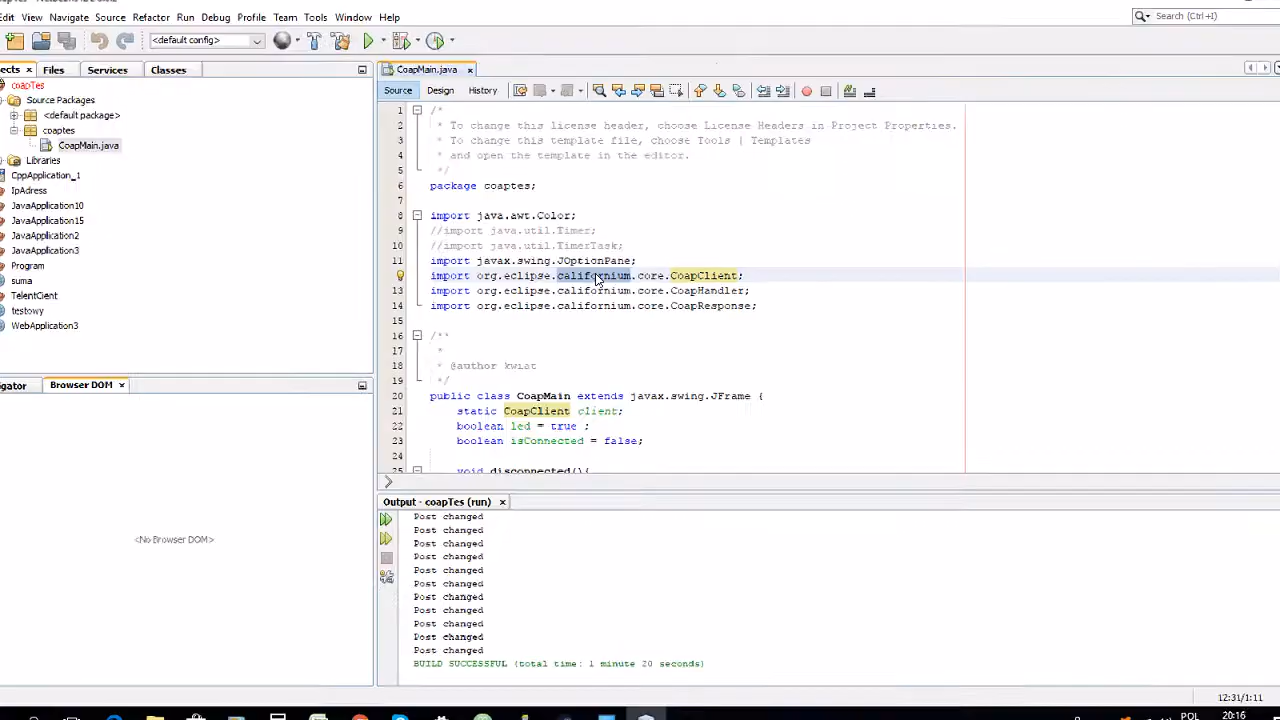 Edit View Navigate Source Refactor Run Debug Profile Team Tools Window Help
Search (Ctrl+I)
<default config>
Files Services Classes
CoapMain.java
coapTes
Source Packages
<default package>
coaptes
CoapMain.java
Libraries
CppApplication_1
IpAdress
JavaApplication10
JavaApplication15
JavaApplication2
JavaApplication3
Program
suma
TelentClient
testowy
WebApplication3
Source Design History
1 /*
2 * To change this license header, choose License Headers in Project Properties.
3 * To change this template file, choose Tools | Templates
4 * and open the template in the editor.
5 */
6 package coaptes;
7
8 import java.awt.Color;
9 //import java.util.Timer;
10 //import java.util.TimerTask;
11 import javax.swing.JOptionPane;
import org.eclipse.californium.core.CoapClient;
13 import org.eclipse.californium.core.CoapHandler;
14 import org.eclipse.californium.core.CoapResponse;
15
16 /**
17 *
18 * @author kwiat
19 */
20 public class CoapMain extends javax.swing.JFrame {
21 static CoapClient client;
22 boolean led = true ;
23 boolean isConnected = false;
24
25 void disconnected(){
Browser DOM
<No Browser DOM>
Output - coapTes (run)
Post changed
Post changed
Post changed
Post changed
Post changed
Post changed
Post changed
Post changed
Post changed
Post changed
Post changed
BUILD SUCCESSFUL (total time: 1 minute 20 seconds)
12:31/1:11
POL
20:16